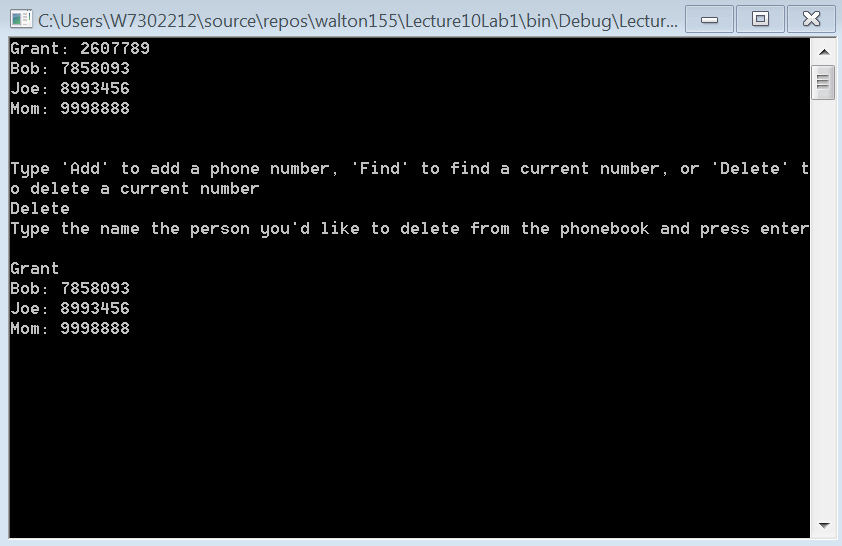 C:\Users\W7302212\source\repos\walton155\Lecture10Lab1\bin\Debug\Lectur...
Grant: 2607789
Bob: 7858093
Joe: 8993456
Mom: 9998888
Type 'Add' to add a phone number, 'Find' to find a current number, or 'Delete' t
o delete a current number
Delete
Type the name the person you'd like to delete from the phonebook and press enter
Grant
Bob: 7858093
Joe: 8993456
Mom: 9998888